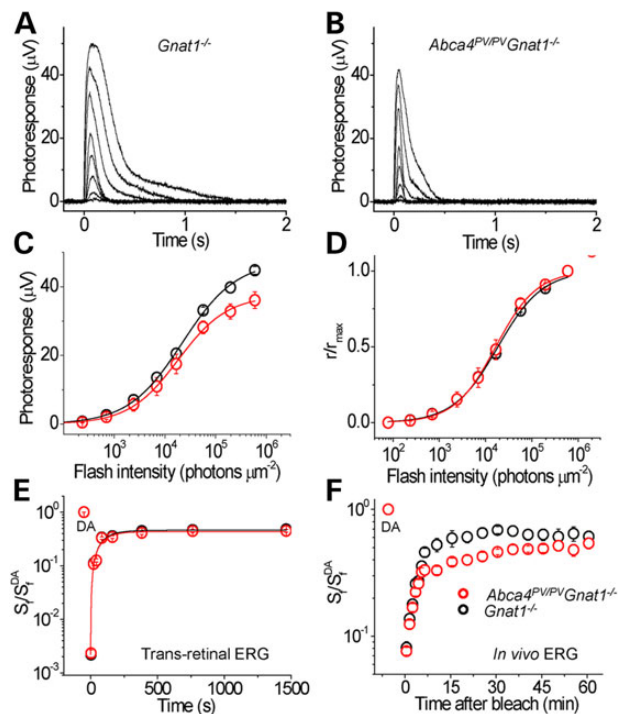 A
Gnat1-/-
Photoresponse (μV)
40
20
0
0
1
2
Time (s)
B
Abca4PV/PVGnat1-/-
Photoresponse (μV)
40
20
0
0
1
2
Time (s)
C
Photoresponse (μV)
40
20
0
10³
10⁴
10⁵
10⁶
Flash intensity (photons μm⁻²)
D
r/rmax
1.0
0.5
0.0
10²
10³
10⁴
10⁵
10⁶
Flash intensity (photons μm⁻²)
E
Sf/SfDA
10⁰
10⁻¹
10⁻²
10⁻³
DA
Trans-retinal ERG
0
500
1000
1500
Time (s)
F
Sf/SfDA
10⁰
10⁻¹
DA
Abca4PV/PVGnat1-/-
Gnat1-/-
In vivo ERG
0
15
30
45
60
Time after bleach (min)